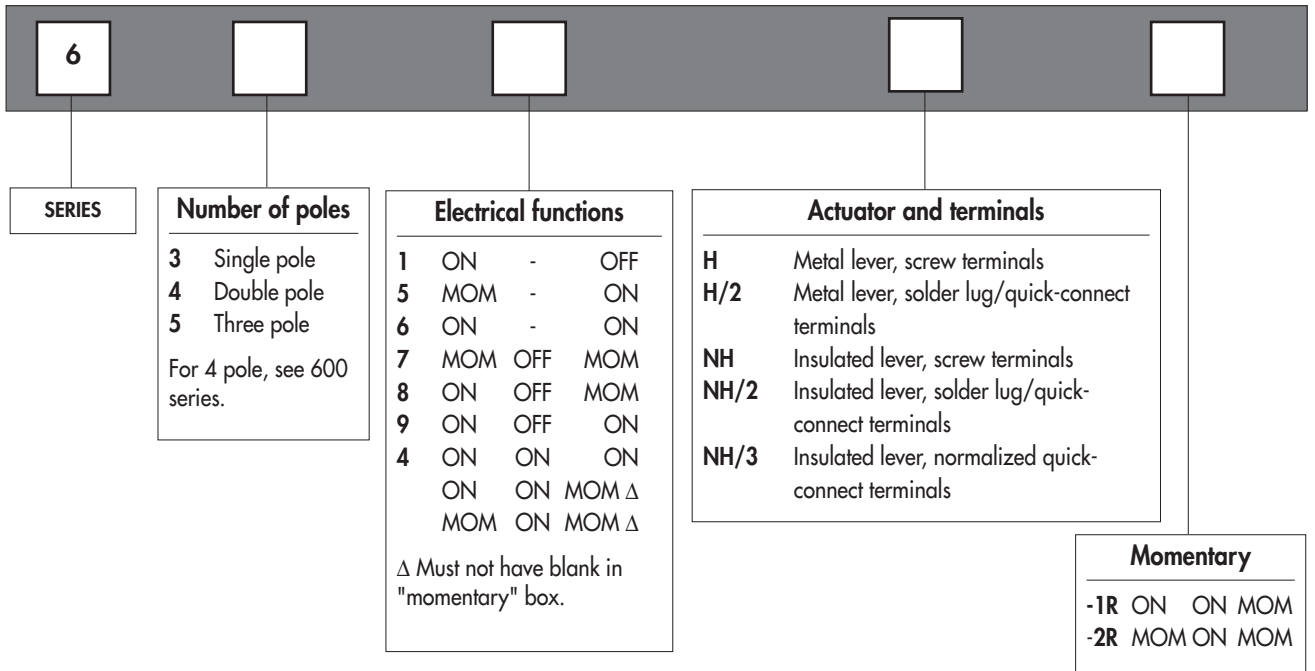 6
SERIES
Number of poles
3 Single pole
4 Double pole
5 Three pole
For 4 pole, see 600
series.
Electrical functions
1 ON - OFF
5 MOM - ON
6 ON - ON
7 MOM OFF MOM
8 ON OFF MOM
9 ON OFF ON
4 ON ON ON
ON ON MOM Δ
MOM ON MOM Δ
Δ Must not have blank in
"momentary" box.
Actuator and terminals
H Metal lever, screw terminals
H/2 Metal lever, solder lug/quick-connect
terminals
NH Insulated lever, screw terminals
NH/2 Insulated lever, solder lug/quick-
connect terminals
NH/3 Insulated lever, normalized quick-
connect terminals
Momentary
-1R ON ON MOM
-2R MOM ON MOM